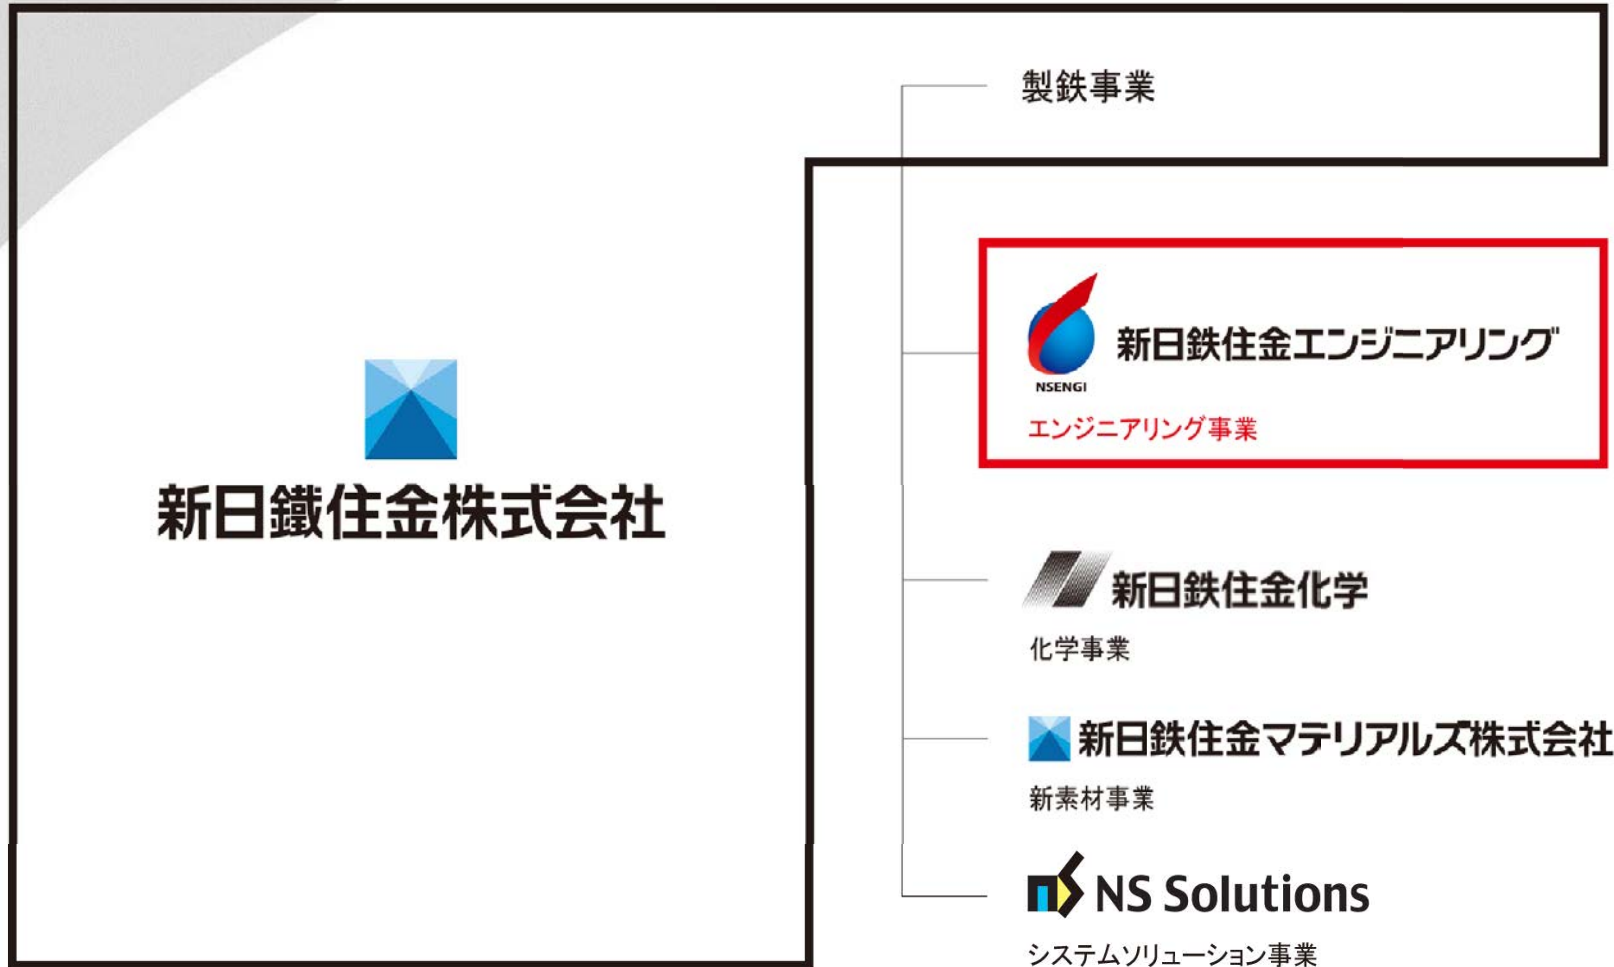 新日鐵住金株式会社
製鉄事業
NSENGI
新日鉄住金エンジニアリング
エンジニアリング事業
新日鉄住金化学
化学事業
新日鉄住金マテリアルズ株式会社
新素材事業
ns NS Solutions
システムソリューション事業